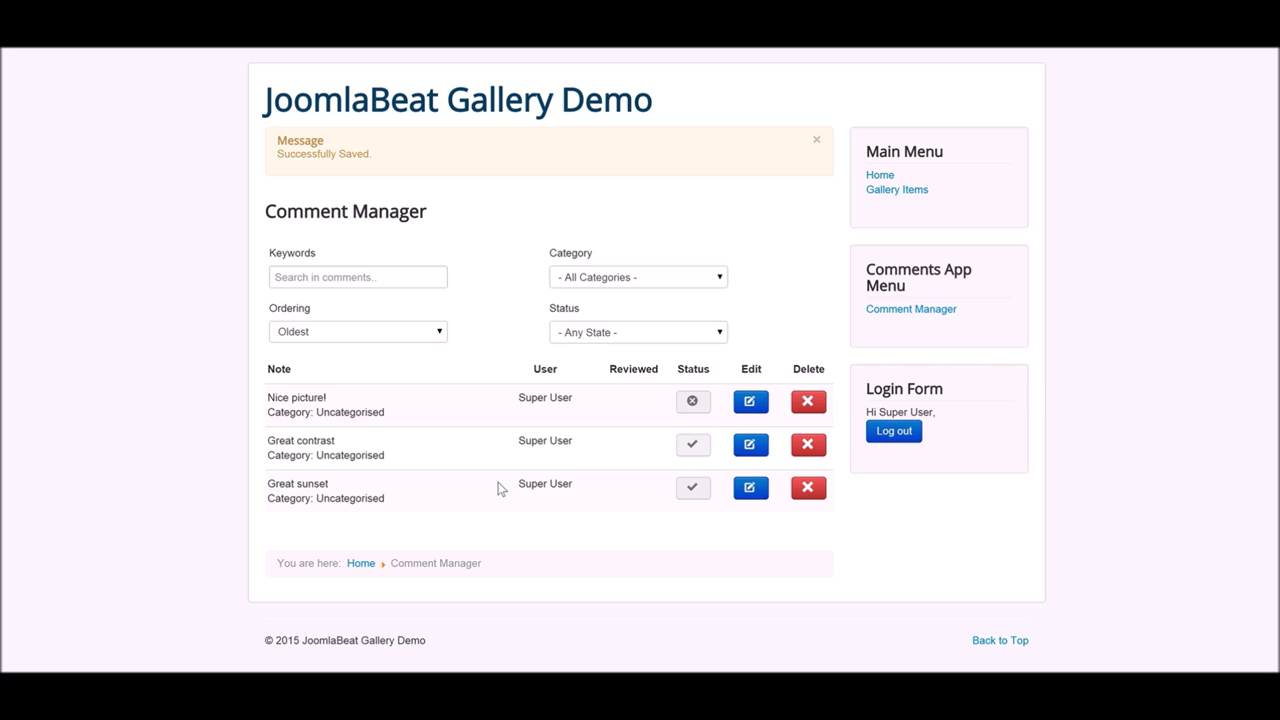 JoomlaBeat Gallery Demo
Message
Successfully Saved.
×
Comment Manager
Keywords
Category
Search in comments..
- All Categories -
Ordering
Status
Oldest
- Any State -
Note User Reviewed Status Edit Delete
Nice picture! Super User
Category: Uncategorised
Great contrast Super User
Category: Uncategorised
Great sunset Super User
Category: Uncategorised
You are here: Home Comment Manager
Main Menu
Home
Gallery Items
Comments App
Menu
Comment Manager
Login Form
Hi Super User,
Log out
© 2015 JoomlaBeat Gallery Demo
Back to Top